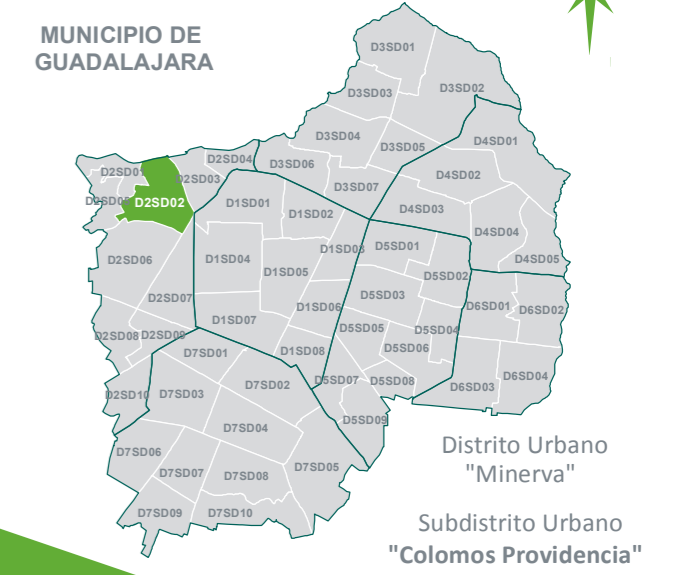 MUNICIPIO DE
GUADALAJARA
D3SD01
D3SD02
D3SD03
D3SD04
D3SD05
D4SD01
D2SD04
D3SD06
D2SD01
D2SD03
D4SD02
D3SD07
D2SD05
D2SD02
D1SD01
D1SD02
D4SD03
D4SD04
D1SD03
D5SD01
D2SD06
D1SD04
D4SD05
D1SD05
D5SD02
D2SD07
D5SD03
D1SD06
D6SD01
D6SD02
D1SD07
D5SD05
D5SD04
D2SD08
D2SD09
D5SD06
D7SD01
D1SD08
D6SD04
D5SD07
D5SD08
D7SD02
D6SD03
D2SD10
D7SD03
D5SD09
D7SD04
Distrito Urbano
"Minerva"
D7SD06
D7SD05
D7SD07
D7SD08
D7SD09
D7SD10
Subdistrito Urbano
"Colomos Providencia"